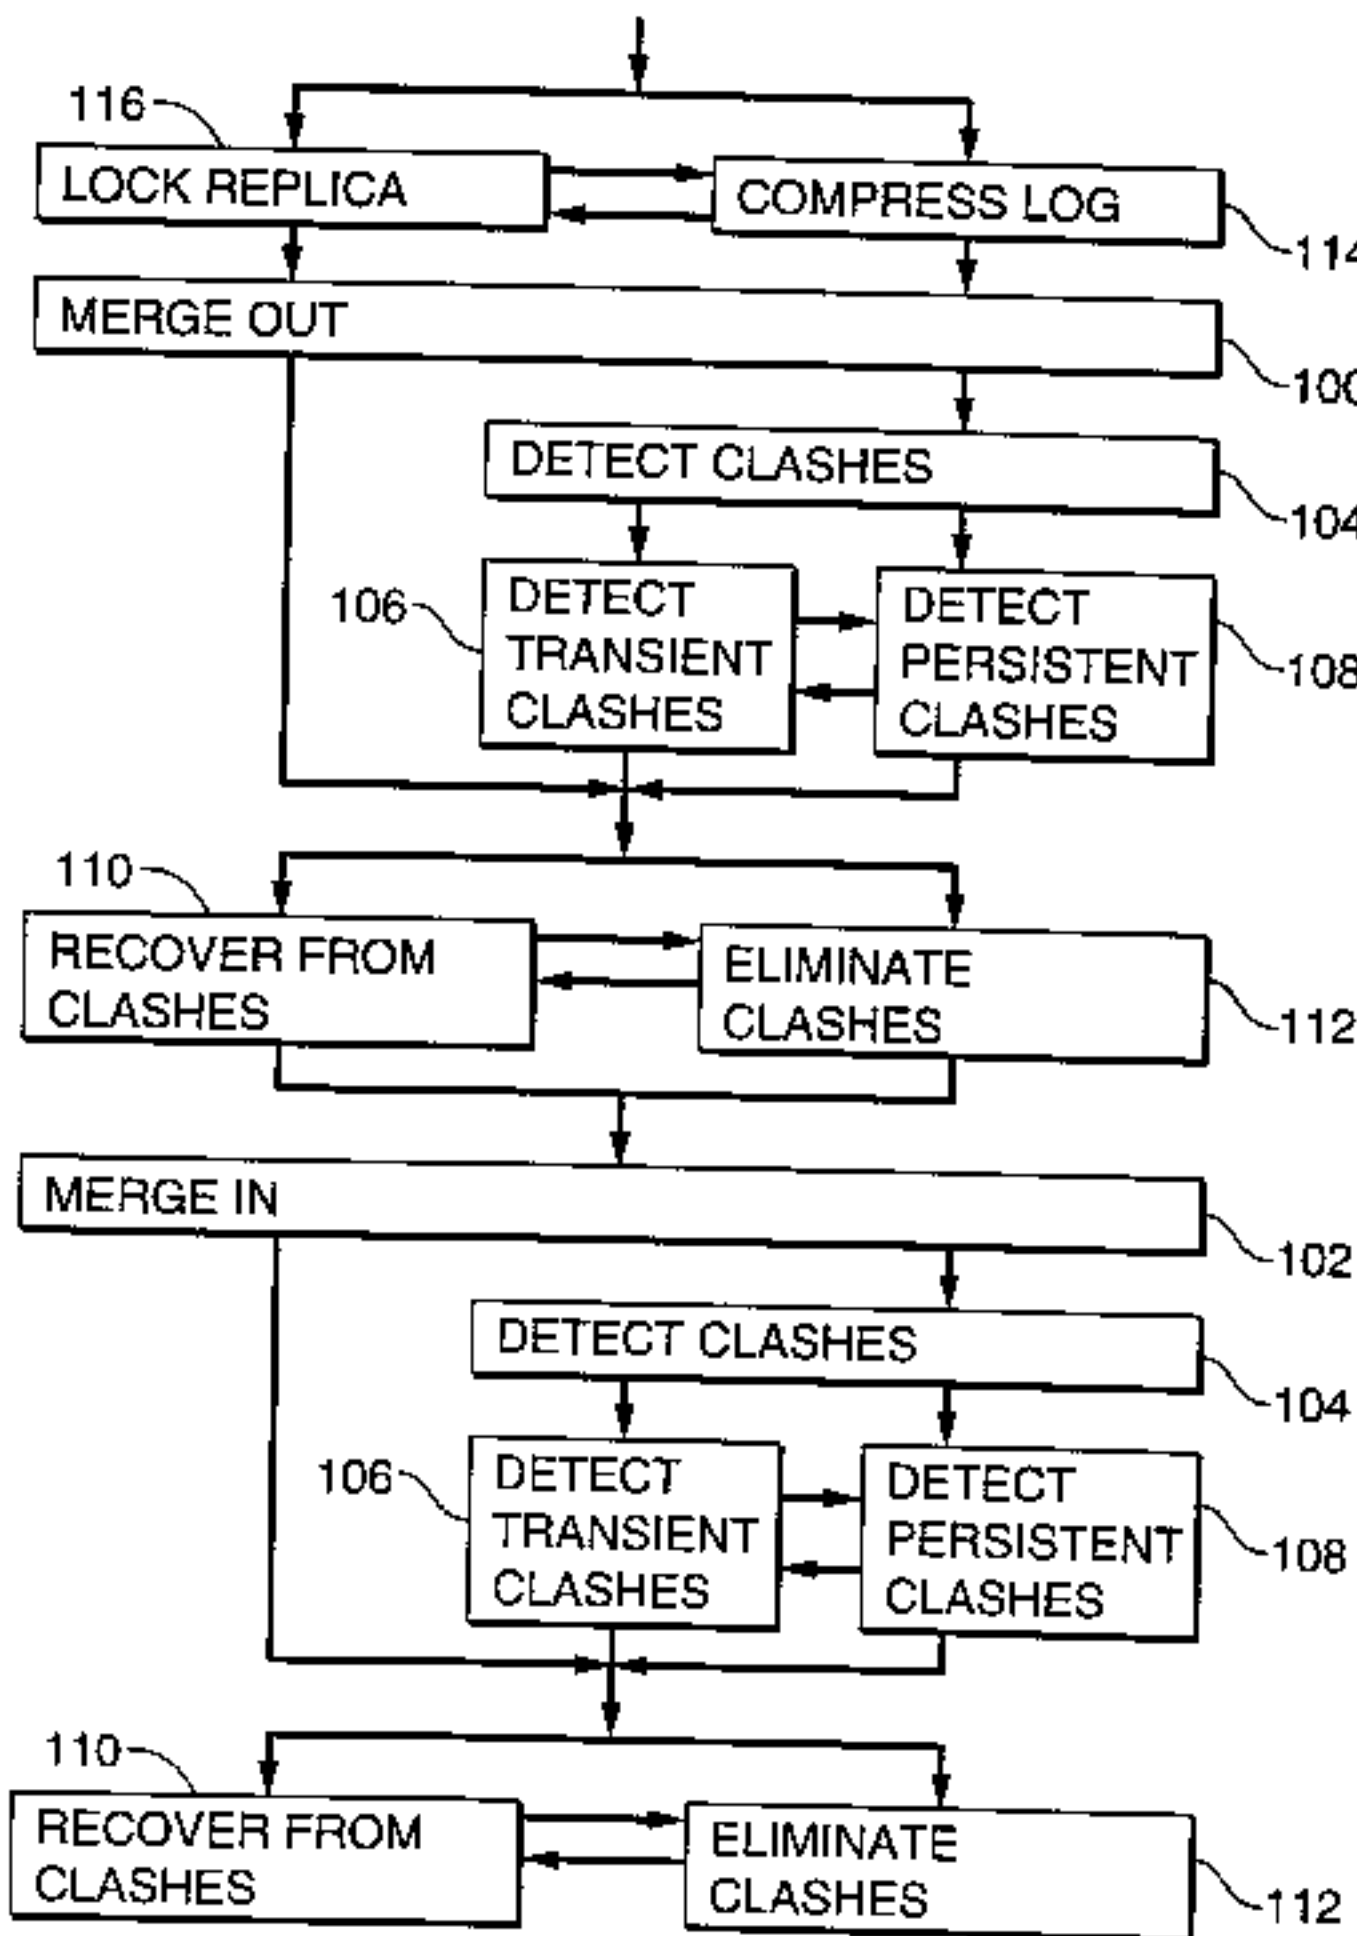 116
LOCK REPLICA
COMPRESS LOG
114
MERGE OUT
100
DETECT CLASHES
104
106
DETECT
TRANSIENT
CLASHES
DETECT
PERSISTENT
CLASHES
108
110
RECOVER FROM
CLASHES
ELIMINATE
CLASHES
112
MERGE IN
102
DETECT CLASHES
104
106
DETECT
TRANSIENT
CLASHES
DETECT
PERSISTENT
CLASHES
108
110
RECOVER FROM
CLASHES
ELIMINATE
CLASHES
112